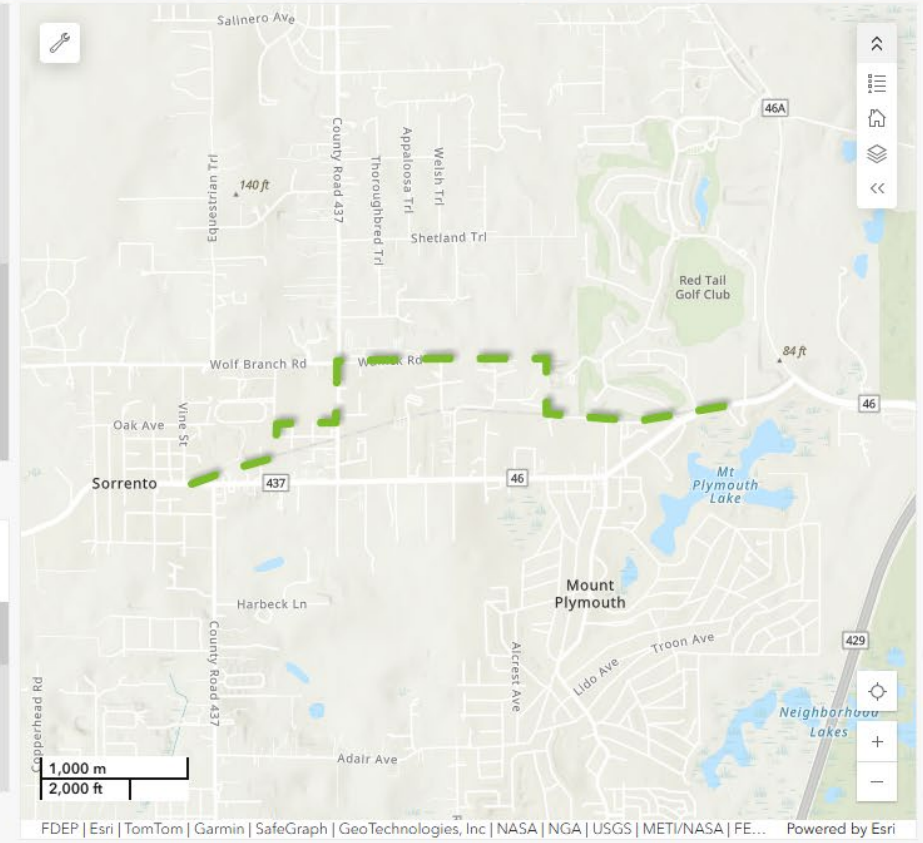 Salinero Ave
46A
County Road 437
Appaloosa Trl
Welsh Trl
Thoroughbred Trl
Equestrian Trl
140 ft
Shetland Trl
Red Tail
Golf Club
84 ft
Wolf Branch Rd
Rd
46
Oak Ave
Vine St
Sorrento
437
46
Mt
Plymouth
Lake
Mount
Plymouth
Harbeck Ln
County Road 437
Alcrest Ave
Lido Ave
Troon Ave
429
Copperhead Rd
Neighborhood
Lakes
Adair Ave
1,000 m
2,000 ft
FDEP | Esri | TomTom | Garmin | SafeGraph | GeoTechnologies, Inc | NASA | NGA | USGS | METI/NASA | FE... Powered by Esri